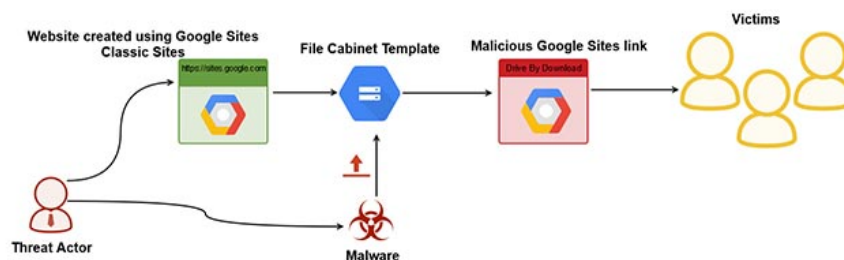 Website created using Google Sites
Classic Sites
https://sites.google.com
File Cabinet Template
Malicious Google Sites link
Drive By Download
Victims
Threat Actor
Malware